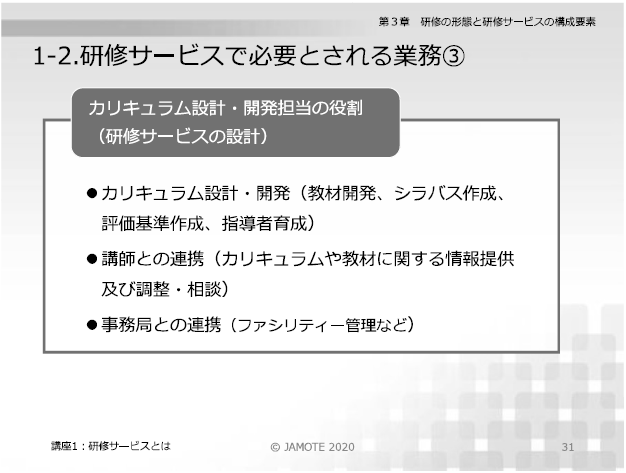 第３章　研修の形態と研修サービスの構成要素
1-2.研修サービスで必要とされる業務③
カリキュラム設計・開発担当の役割
（研修サービスの設計）
●カリキュラム設計・開発（教材開発、シラバス作成、
評価基準作成、指導者育成）
●講師との連携（カリキュラムや教材に関する情報提供
及び調整・相談）
●事務局との連携（ファシリティー管理など）
講座1：研修サービスとは
© JAMOTE 2020
31